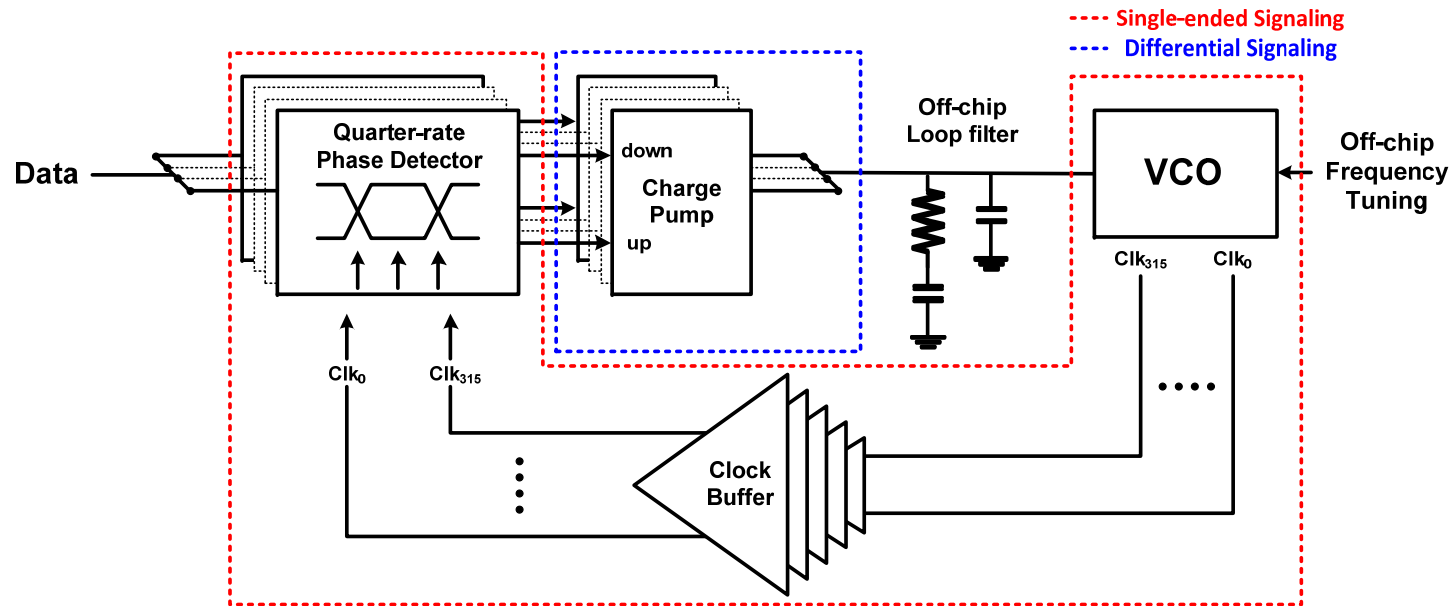 Single-ended Signaling
Differential Signaling
Data
Quarter-rate
Phase Detector
down
Charge
Pump
up
Off-chip
Loop filter
VCO
Off-chip
Frequency
Tuning
Clk315
Clk0
Clk0
Clk315
Clock
Buffer